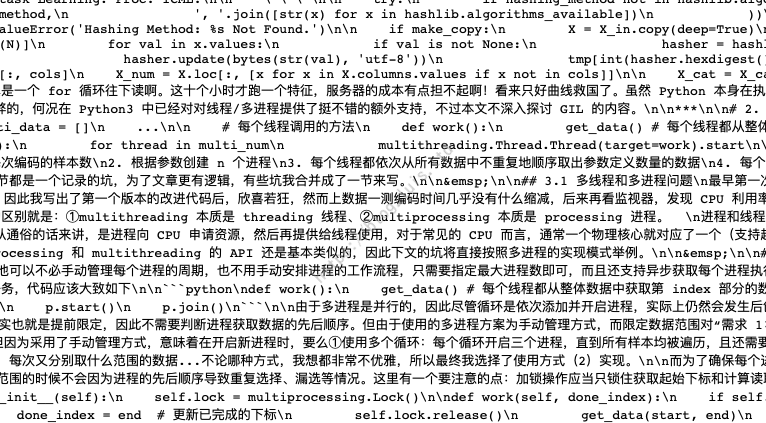 ask Learning. Proc. ICML.\n\n    \"\"\"\n\n    try:\n        if hashing_method not in hashlib.algorithms_a
method,\n                    ', '.join([str(x) for x in hashlib.algorithms_available])\n                ))\
alueError('Hashing Method: %s Not Found.')\n\n    if make_copy:\n        X = X_in.copy(deep=True)\n
(N)]\n        for val in x.values:\n            if val is not None:\n                hasher = hashl
hasher.update(bytes(str(val), 'utf-8'))\n                tmp[int(hasher.hexdigest()
[:, cols]\n    X_num = X.loc[:, [x for x in X.columns.values if x not in cols]]\n\n    X_cat = X_ca
是一个 for 循环往下读啊。这十个小时才跑一个特征，服务器的成本有点担不起啊！看来只好曲线救国了。虽然 Python 本身在执
弊的，何况在 Python3 中已经对对线程/多进程提供了挺不错的额外支持，不过本文不深入探讨 GIL 的内容。\n\n***\n\n# 2.
ti_data = []\n    ...\n\n    # 每个线程调用的方法\n    def work():\n        get_data() # 每个线程都从整体
:\n        for thread in multi_num\n            multithreading.Thread.Thread(target=work).start\n\n
次编码的样本数\n2. 根据参数创建 n 个进程\n3. 每个线程都依次从所有数据中不重复地顺序取出参数定义数量的数据\n4. 每个
节都是一个记录的坑，为了文章更有逻辑，有些坑我合并成了一节来写。\n\n&emsp;\n\n## 3.1 多线程和多进程问题\n最早第一次
因此我写出了第一个版本的改进代码后，欣喜若狂，然而上数据一测编码时间几乎没有什么缩减，后来再看监视器，发现 CPU 利用率
区别就是：①multithreading 本质是 threading 线程、②multiprocessing 本质是 processing 进程。  \n进程和线程
从通俗的话来讲，是进程向 CPU 申请资源，然后再提供给线程使用，对于常见的 CPU 而言，通常一个物理核心就对应了一个（支持超
rocessing 和 multithreading 的 API 还是基本类似的，因此下文的坑将直接按照多进程的实现模式举例。\n\n&emsp;\n\n#
也可以不必手动管理每个进程的周期，也不用手动安排进程的工作流程，只需要指定最大进程数即可，而且还支持异步获取每个进程执行
务，代码应该大致如下\n\n```python\ndef work():\n    get_data() # 每个线程都从整体数据中获取第 index 部分的数
\n    p.start()\n    p.join()\n```\n\n由于多进程是并行的，因此尽管循环是依次添加并开启进程，实际上仍然会发生后创
实也就是提前限定，因此不需要判断进程获取数据的先后顺序。但由于使用的多进程方案为手动管理方式，而限定数据范围对“需求 1
但因为采用了手动管理方式，意味着在开启新进程时，要么①使用多个循环：每个循环开启三个进程，直到所有样本均被遍历，且还需要
每次又分别取什么范围的数据...不论哪种方式，我想都非常不优雅，所以最终我选择了使用方式（2）实现。\n\n而为了确保每个进
范围的时候不会因为进程的先后顺序导致重复选择、漏选等情况。这里有一个要注意的点：加锁操作应当只锁住获取起始下标和计算读取
_init__(self):\n    self.lock = multiprocessing.Lock()\n\ndef work(self, done_index):\n    if self
done_index = end  # 更新已完成的下标\n        self.lock.release()\n        get_data(start, end)\n